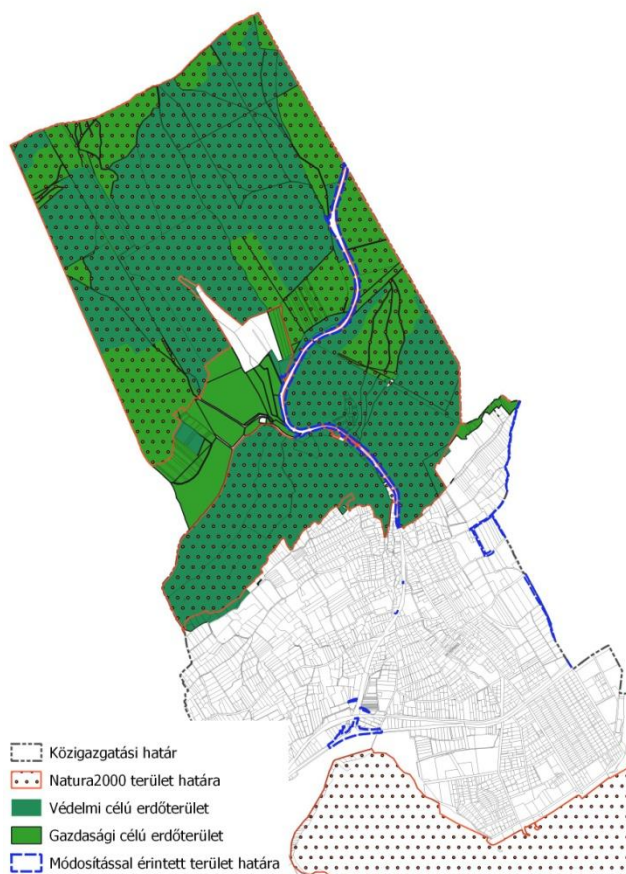 Közigazgatási határ
Natura2000 terület határa
Védelmi célú erdőterület
Gazdasági célú erdőterület
Módosítással érintett terület határa